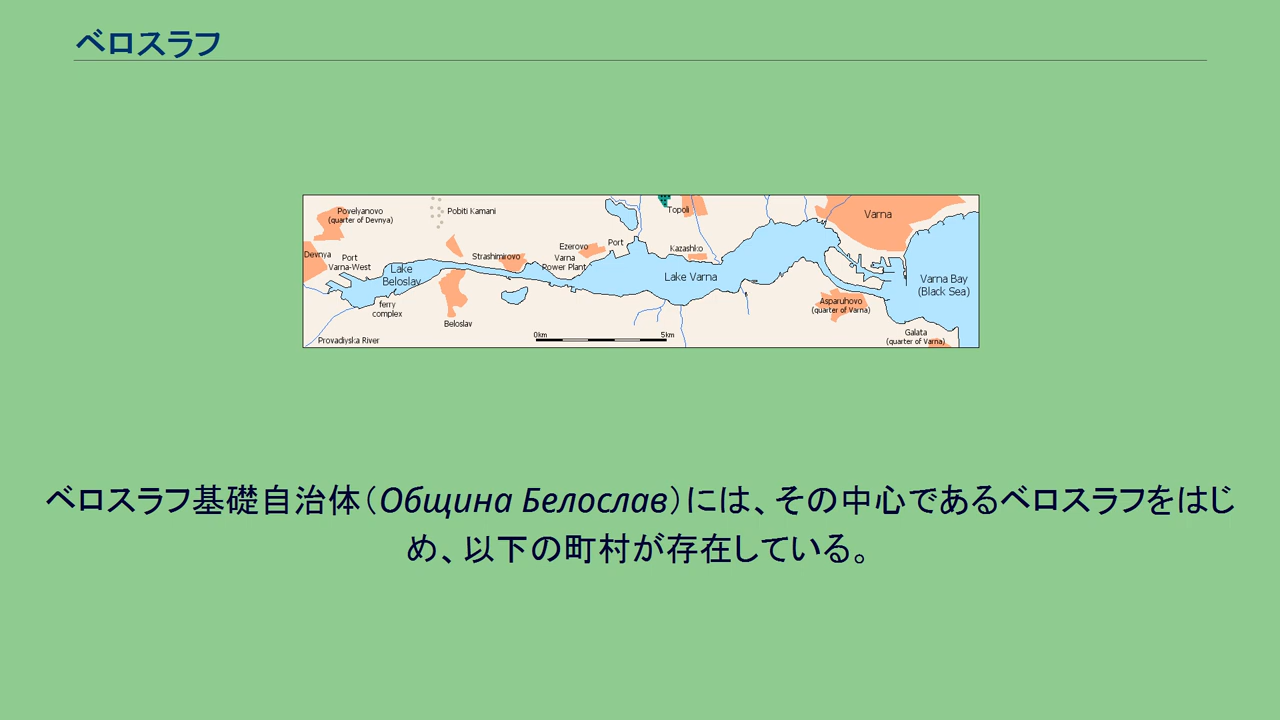 ベロスラフ
Povelyanovo
(quarter of Devnya)
Pobiti Kamani
Topoli
Varna
Devnya
Port
Varna-West
Lake
Beloslav
Strashimirovo
Ezerovo
Port
Varna
Power Plant
Kazashko
Lake Varna
Varna Bay
(Black Sea)
ferry
complex
Beloslav
Asparuhovo
(quarter of Varna)
0km
5km
Provadiyska River
Galata
(quarter of Varna)
ベロスラフ基礎自治体（Община Белослав）には、その中心であるベロスラフをはじ
め、以下の町村が存在している。